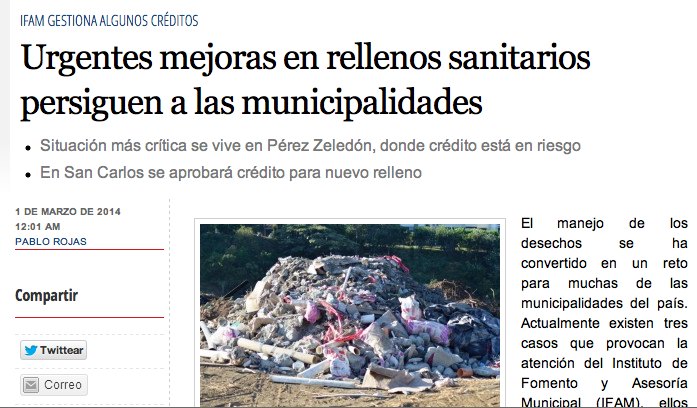 IFAM GESTIONA ALGUNOS CRÉDITOS
Urgentes mejoras en rellenos sanitarios
persiguen a las municipalidades
Situación más crítica se vive en Pérez Zeledón, donde crédito está en riesgo
En San Carlos se aprobará crédito para nuevo relleno
1 DE MARZO DE 2014
12:01 AM
PABLO ROJAS
Compartir
Twittear
Correo
El manejo de los
desechos se ha
convertido en un reto
para muchas de las
municipalidades del país.
Actualmente existen tres
casos que provocan la
atención del Instituto de
Fomento y Asesoría
Municipal (IFAM), ellos